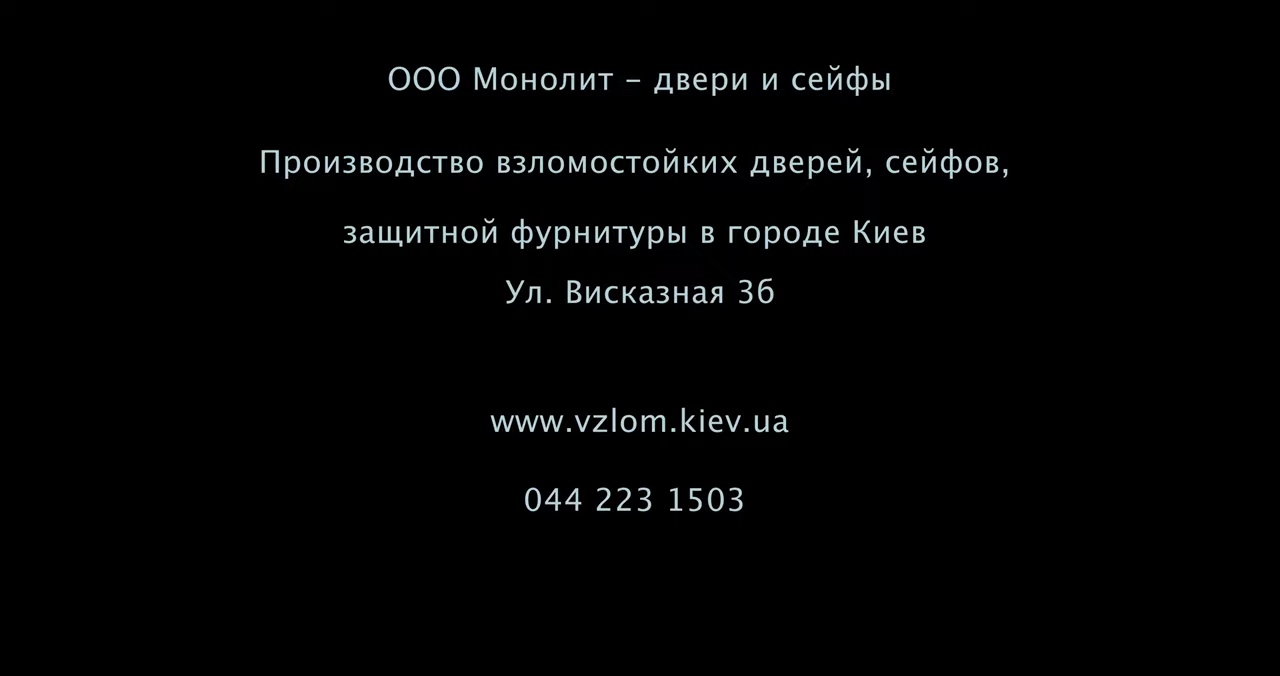 ООО Монолит – двери и сейфы
Производство взломостойких дверей, сейфов,
защитной фурнитуры в городе Киев
Ул. Висказная 3б
www.vzlom.kiev.ua
044 223 1503